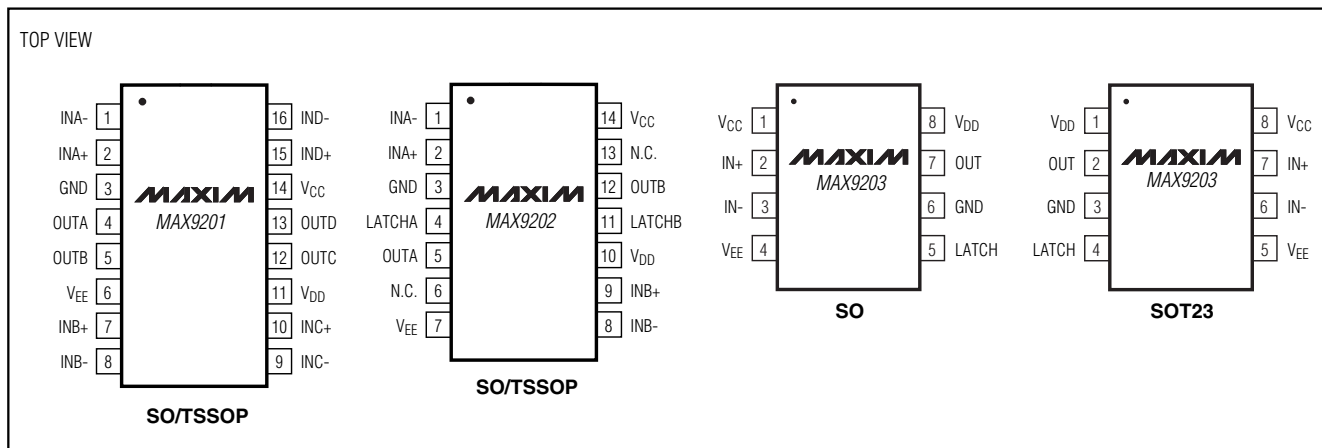 TOP VIEW
INA- 1
INA+ 2
GND 3
OUTA 4
OUTB 5
VEE 6
INB+ 7
INB- 8
MAXIM
MAX9201
16 IND-
15 IND+
14 VCC
13 OUTD
12 OUTC
11 VDD
10 INC+
9 INC-
SO/TSSOP
INA- 1
INA+ 2
GND 3
LATCHA 4
OUTA 5
N.C. 6
VEE 7
MAXIM
MAX9202
14 VCC
13 N.C.
12 OUTB
11 LATCHB
10 VDD
9 INB+
8 INB-
SO/TSSOP
VCC 1
IN+ 2
IN- 3
VEE 4
MAXIM
MAX9203
8 VDD
7 OUT
6 GND
5 LATCH
SO
VDD 1
OUT 2
GND 3
LATCH 4
MAXIM
MAX9203
8 VCC
7 IN+
6 IN-
5 VEE
SOT23